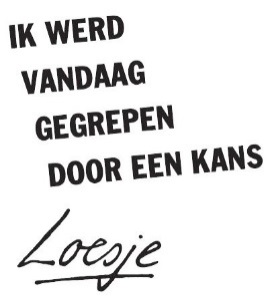 IK WERD
VANDAAG
GEGREPEN
DOOR EEN KANS
Loesje